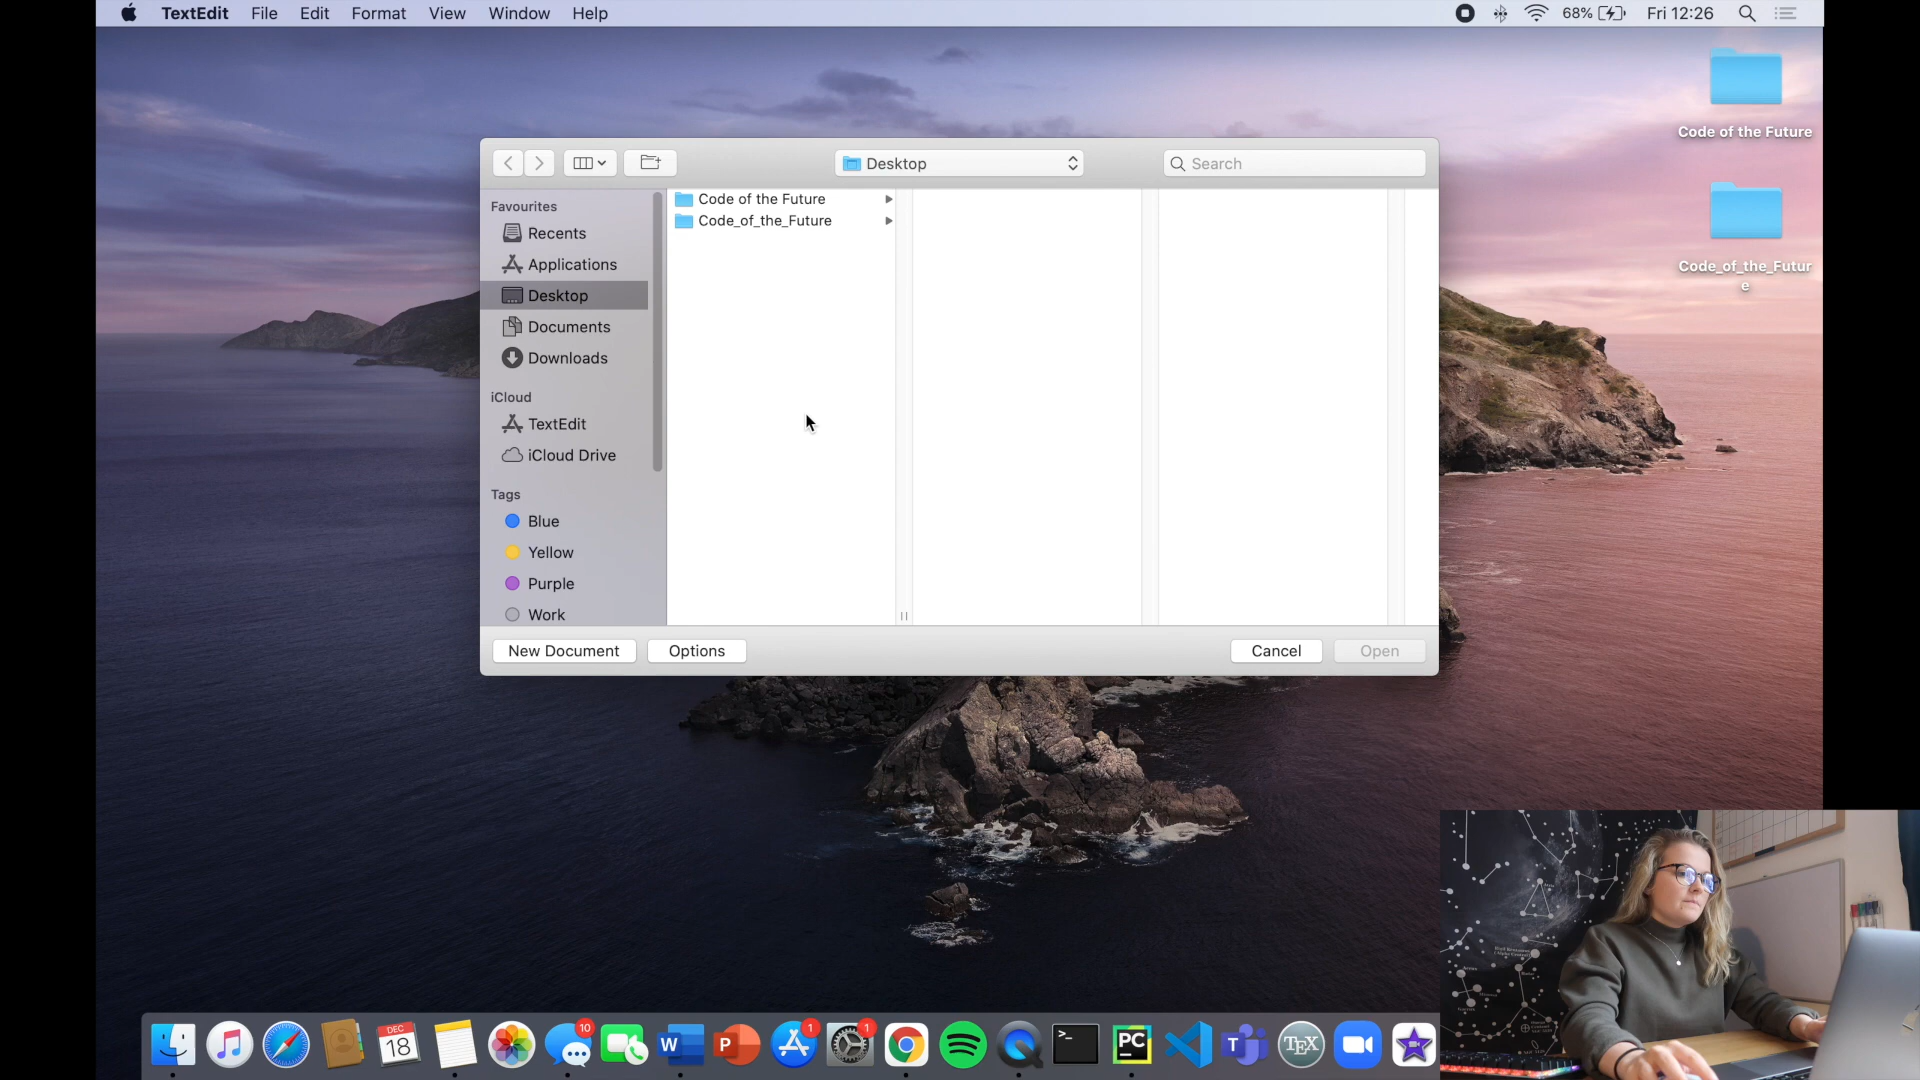 TextEdit File Edit Format View Window Help 68% Fri 12:26
Code of the Future
Code_of_the_Futur
e
Desktop
Search
Favourites
Recents
Applications
Desktop
Documents
Downloads
iCloud
TextEdit
iCloud Drive
Tags
Blue
Yellow
Purple
Work
Code of the Future
Code_of_the_Future
New Document
Options
Cancel
Open
DEC
18
10
W
P
1
1
>_
PC
T
TEX